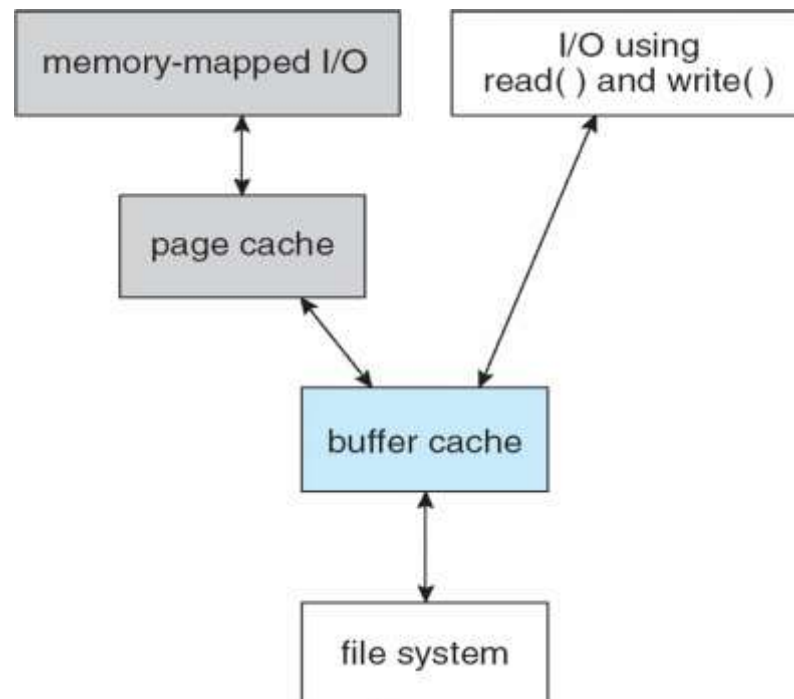 memory-mapped I/O
I/O using
read( ) and write( )
page cache
buffer cache
file system